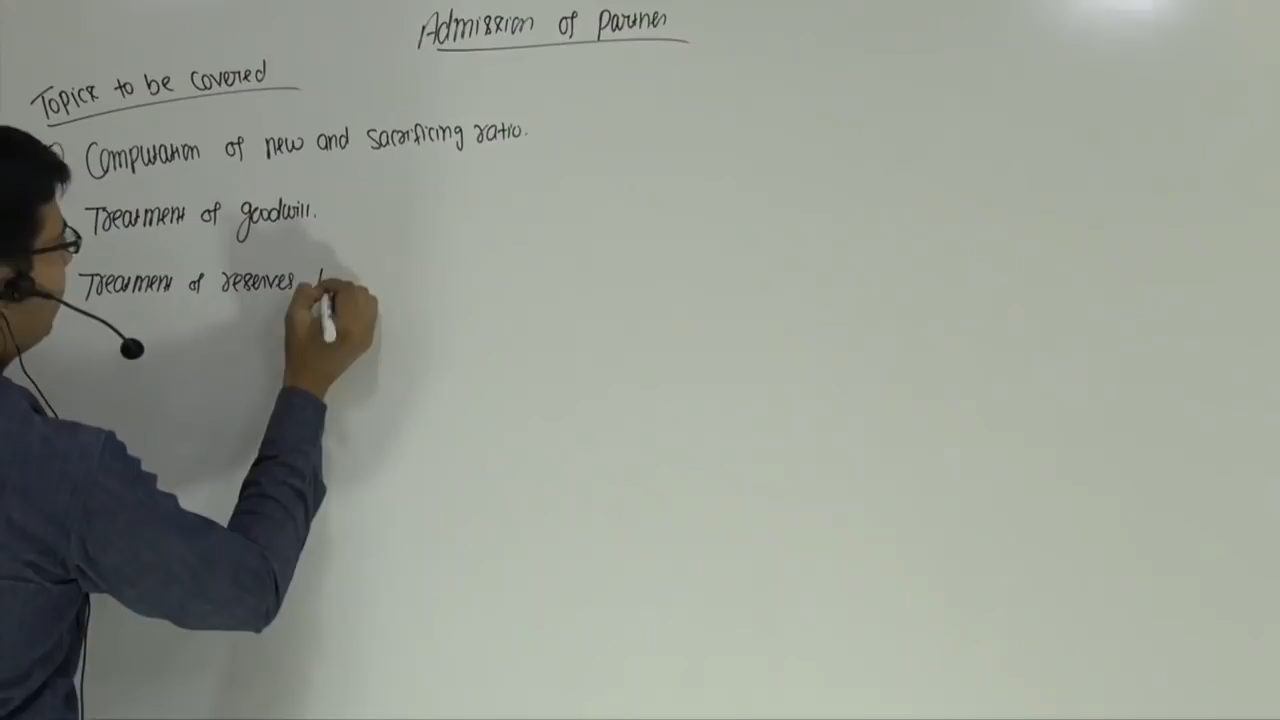 Admission of Partner
Topics to be covered
Computation of new and sacrificing ratio.
Treatment of goodwill.
Treatment of reserves